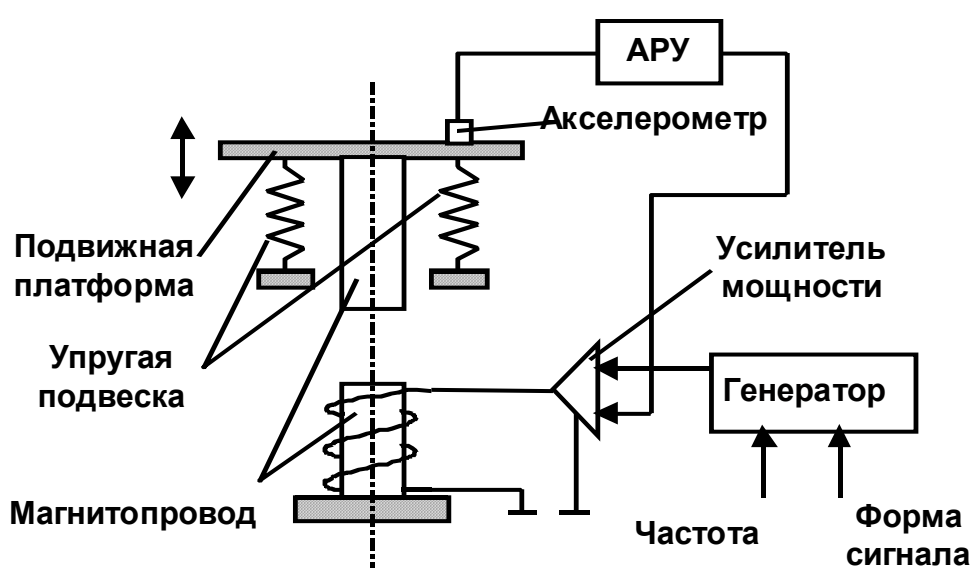 АРУ
Акселерометр
Подвижная
платформа
Усилитель
мощности
Упругая
подвеска
Генератор
Магнитопровод
Частота
Форма
сигнала